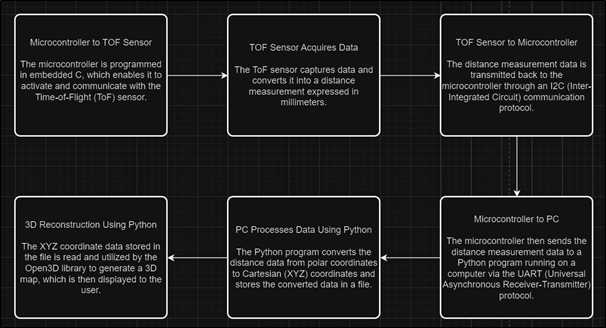 Microcontroller to TOF Sensor
The microcontroller is programmed
in embedded C, which enables it to
activate and communicate with the
Time-of-Flight (ToF) sensor.
TOF Sensor Acquires Data
The ToF sensor captures data and
converts it into a distance
measurement expressed in
millimeters.
TOF Sensor to Microcontroller
The distance measurement data is
transmitted back to the
microcontroller through an I2C (Inter-
Integrated Circuit) communication
protocol.
Microcontroller to PC
The microcontroller then sends the
distance measurement data to a
Python program running on a
computer via the UART (Universal
Asynchronous Receiver-Transmitter)
protocol.
PC Processes Data Using Python
The Python program converts the
distance data from polar coordinates
to Cartesian (XYZ) coordinates and
stores the converted data in a file.
3D Reconstruction Using Python
The XYZ coordinate data stored in
the file is read and utilized by the
Open3D library to generate a 3D
map, which is then displayed to the
user.